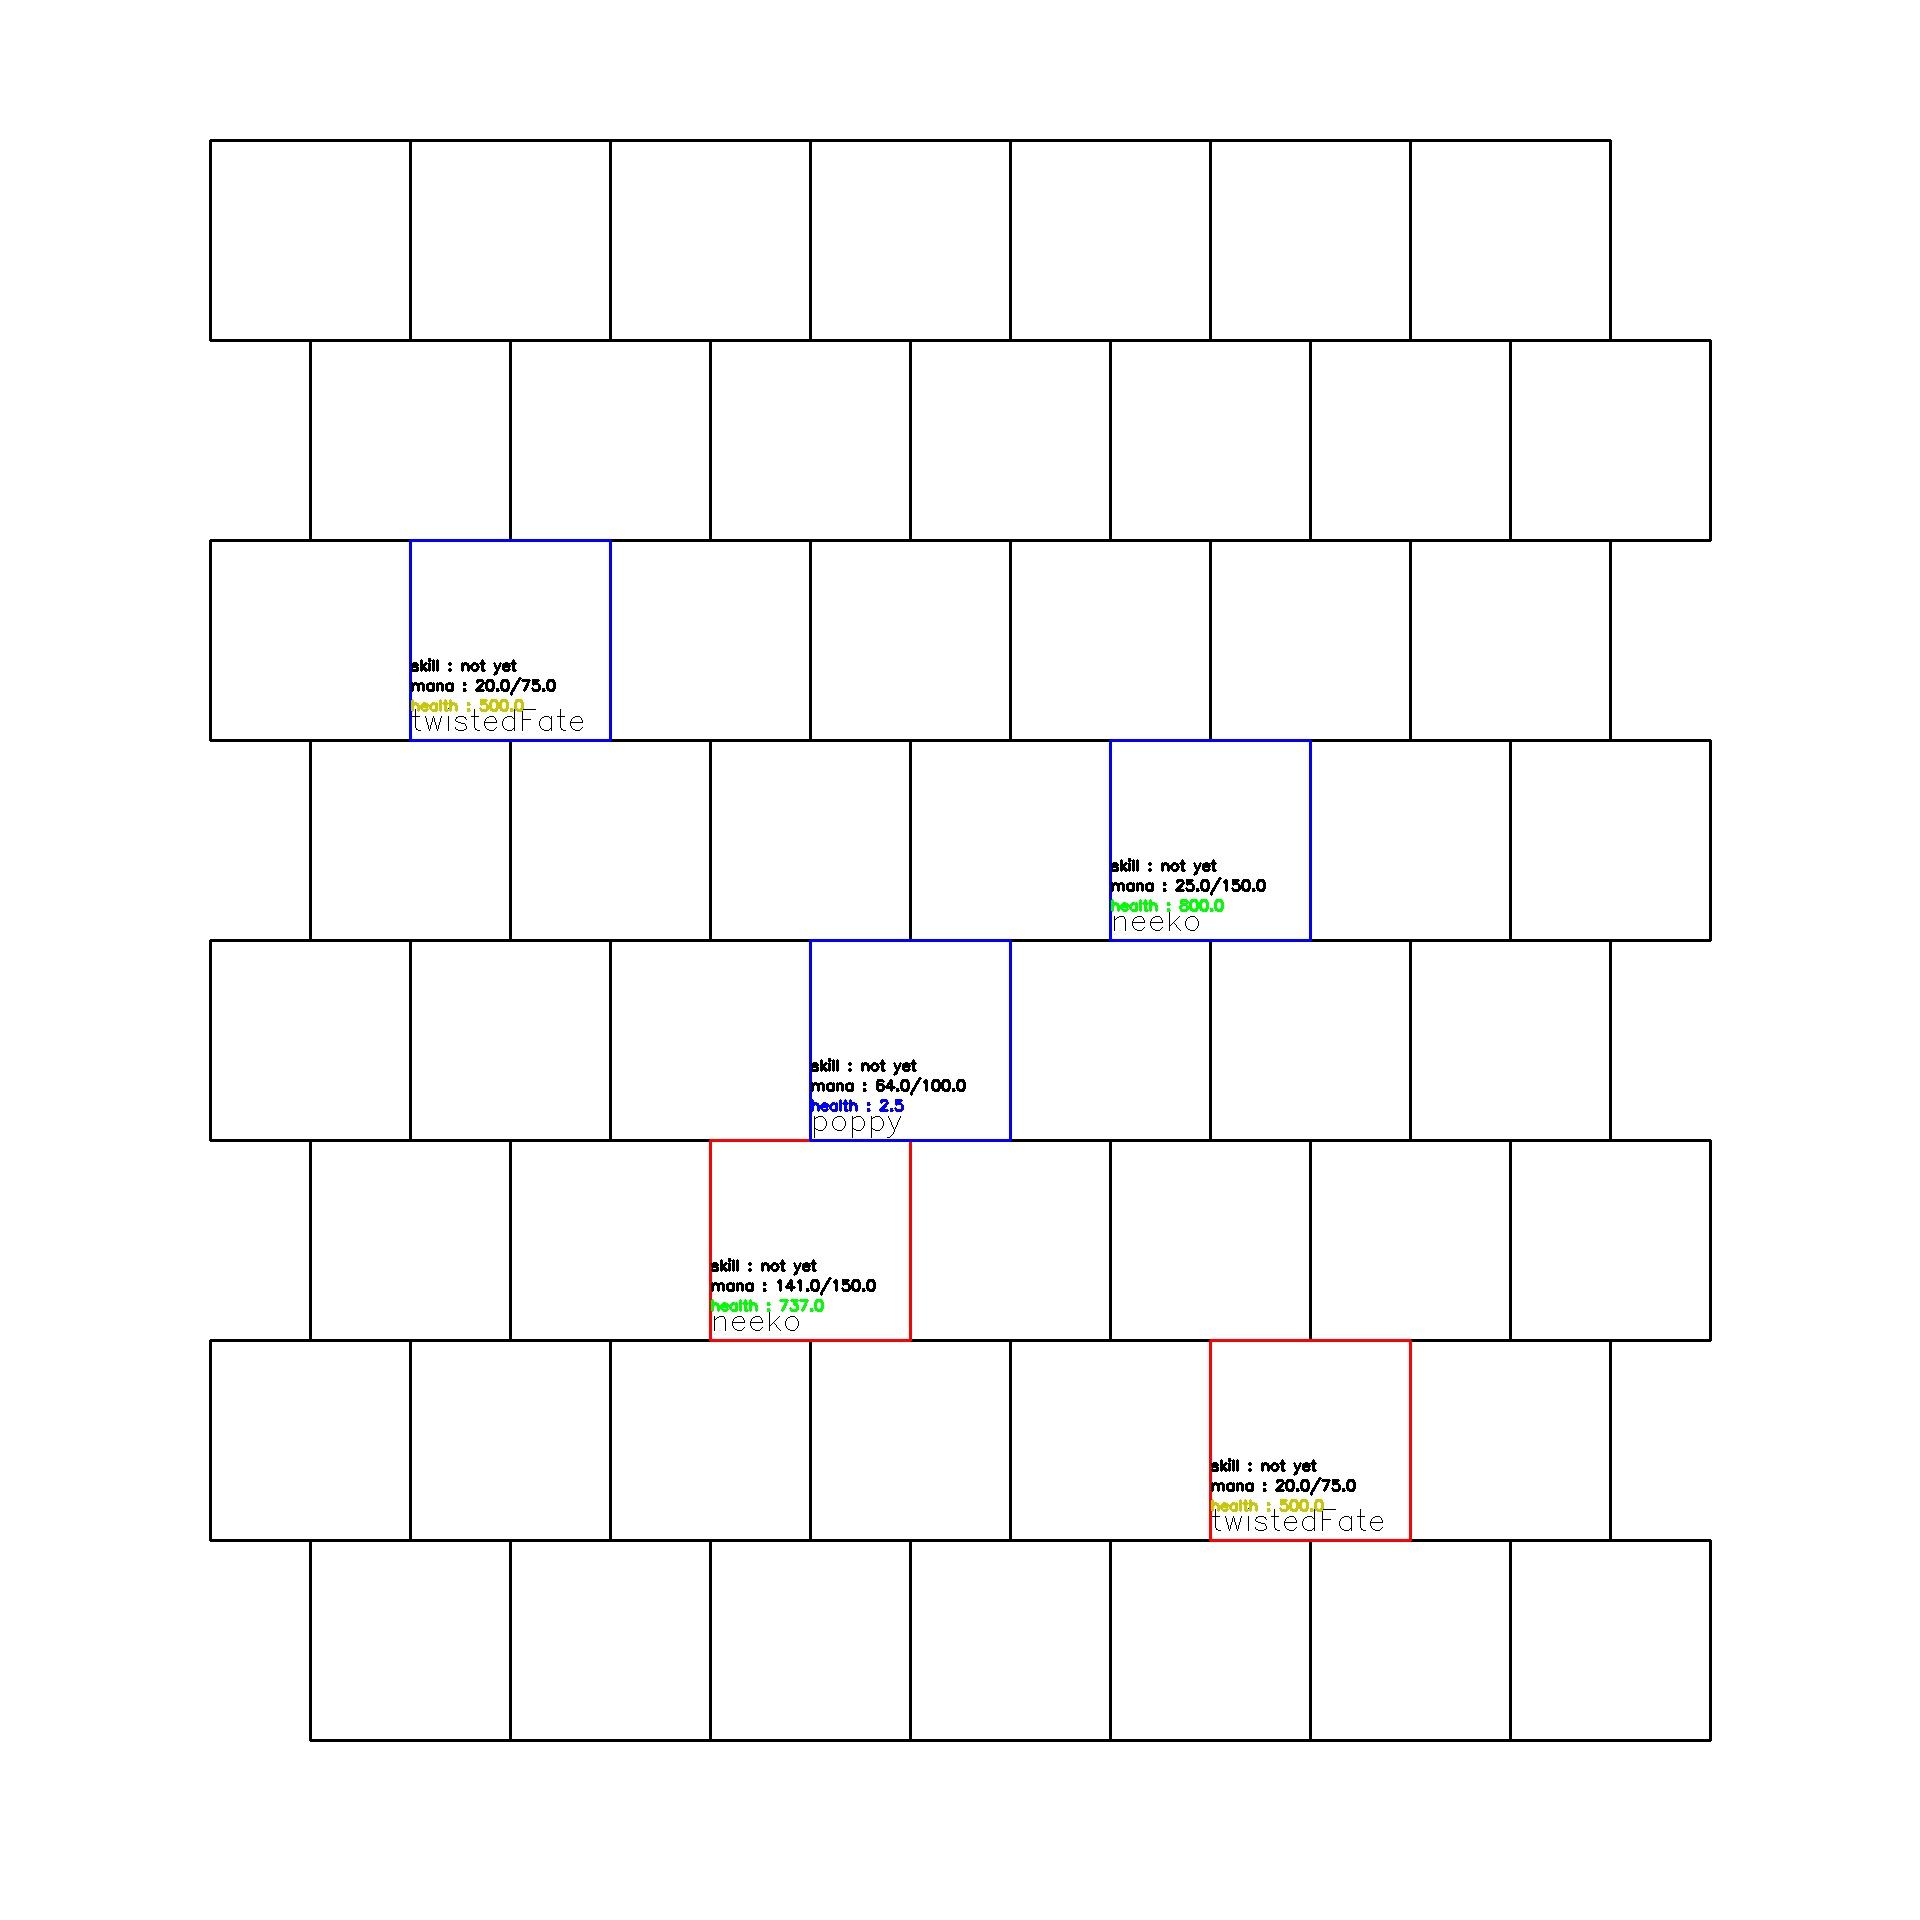 skill : not yet
mana : 20.0/75.0
health : 500.0
twistedFate
skill : not yet
mana : 25.0/150.0
health : 800.0
neeko
skill : not yet
mana : 64.0/100.0
health : 2.5
poppy
skill : not yet
mana : 141.0/150.0
health : 737.0
neeko
skill : not yet
mana : 20.0/75.0
health : 500.0
twistedFate